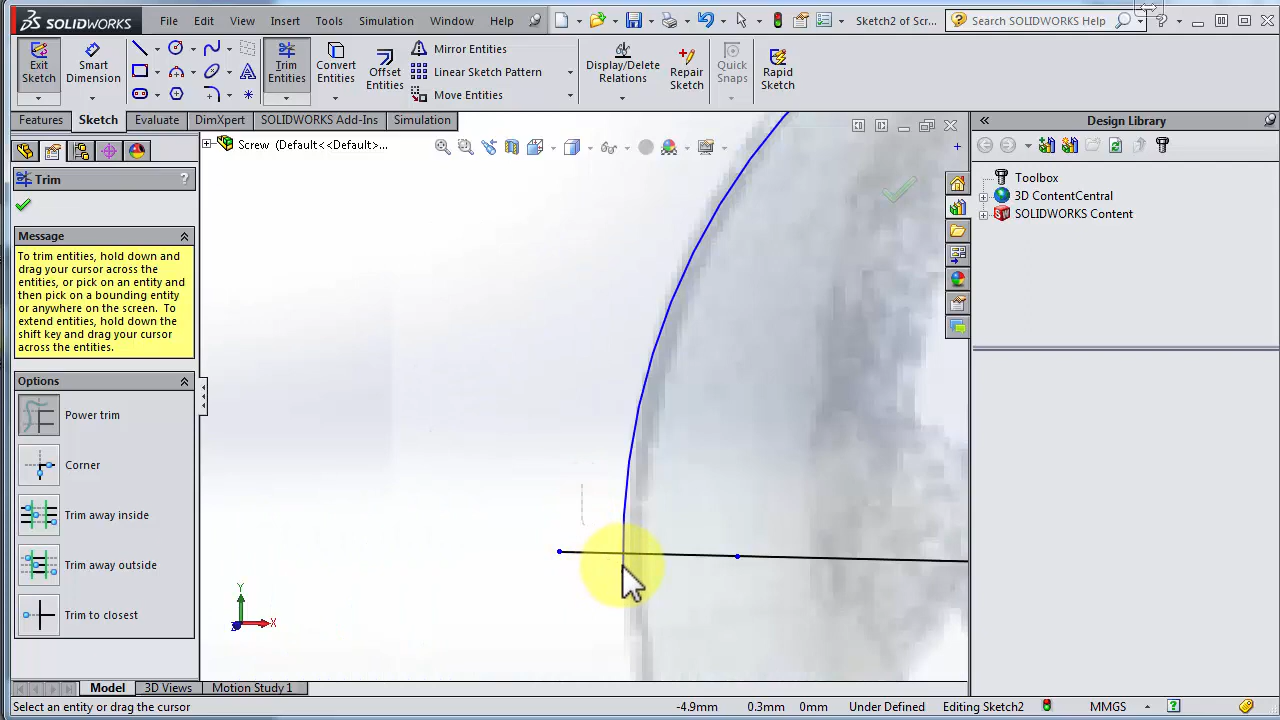 SOLIDWORKS File Edit View Insert Tools Simulation Window Help Sketch2 of Scr... Search SOLIDWORKS Help
Exit Sketch
Smart Dimension
Trim Entities
Convert Entities
Offset Entities
Mirror Entities
Linear Sketch Pattern
Move Entities
Display/Delete Relations
Repair Sketch
Quick Snaps
Rapid Sketch
Features Sketch Evaluate DimXpert SOLIDWORKS Add-Ins Simulation
Design Library
Screw (Default<<Default>...
Trim ?
Message
To trim entities, hold down and
drag your cursor across the
entities, or pick on an entity and
then pick on a bounding entity
or anywhere on the screen. To
extend entities, hold down the
shift key and drag your cursor
across the entities.
Options
Power trim
Corner
Trim away inside
Trim away outside
Trim to closest
Toolbox
3D ContentCentral
SOLIDWORKS Content
Y
X
Z
Model 3D Views Motion Study 1
Select an entity or drag the cursor -4.9mm 0.3mm 0mm Under Defined Editing Sketch2 MMGS